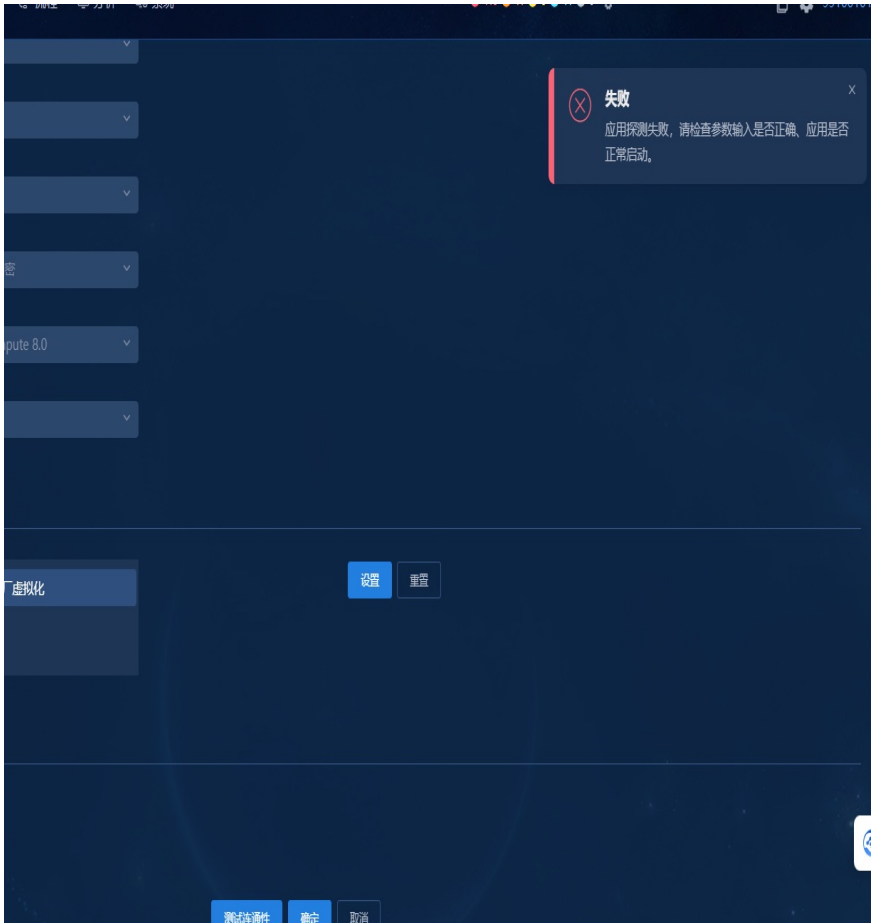 失败
应用探测失败，请检查参数输入是否正确、应用是否
正常启动。
密
pute 8.0
厂虚拟化
设置
重置
测试连通性
确定
取消